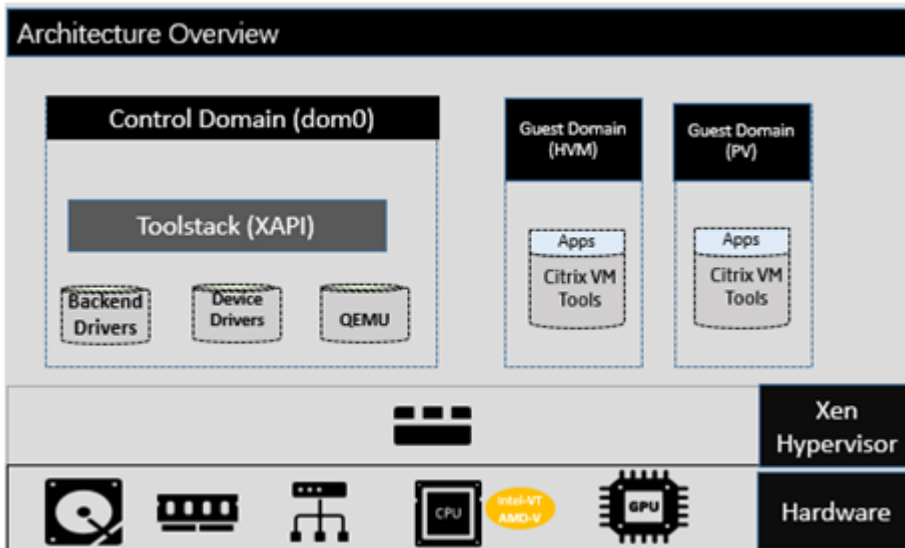 Architecture Overview
Control Domain (dom0)
Toolstack (XAPI)
Backend
Drivers
Device
Drivers
QEMU
Guest Domain
(HVM)
Apps
Citrix VM
Tools
Guest Domain
(PV)
Apps
Citrix VM
Tools
Xen
Hypervisor
CPU
Intel-VT
AMD-V
GPU
Hardware